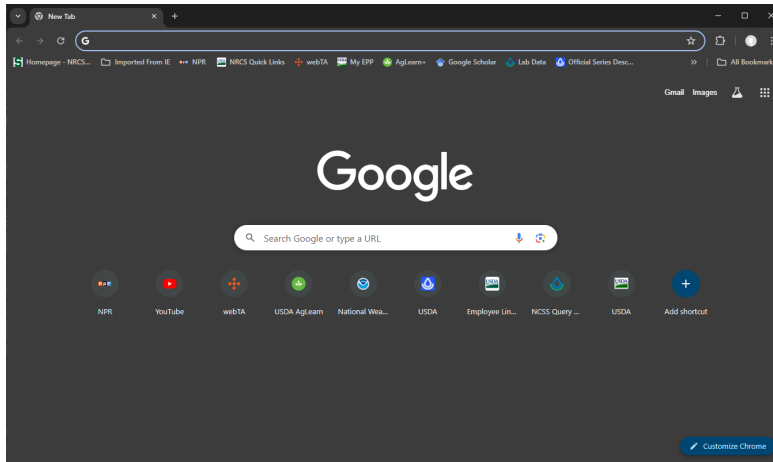 New Tab
G
Homepage - NRCS... Imported From IE NPR NRCS Quick Links webTA My EPP AgLearn+ Google Scholar Lab Data Official Series Desc... » All Bookmark
Gmail Images
Google
Search Google or type a URL
NPR YouTube webTA USDA AgLearn National Wea... USDA Employee Lin... NCSS Query ... USDA Add shortcut
Customize Chrome